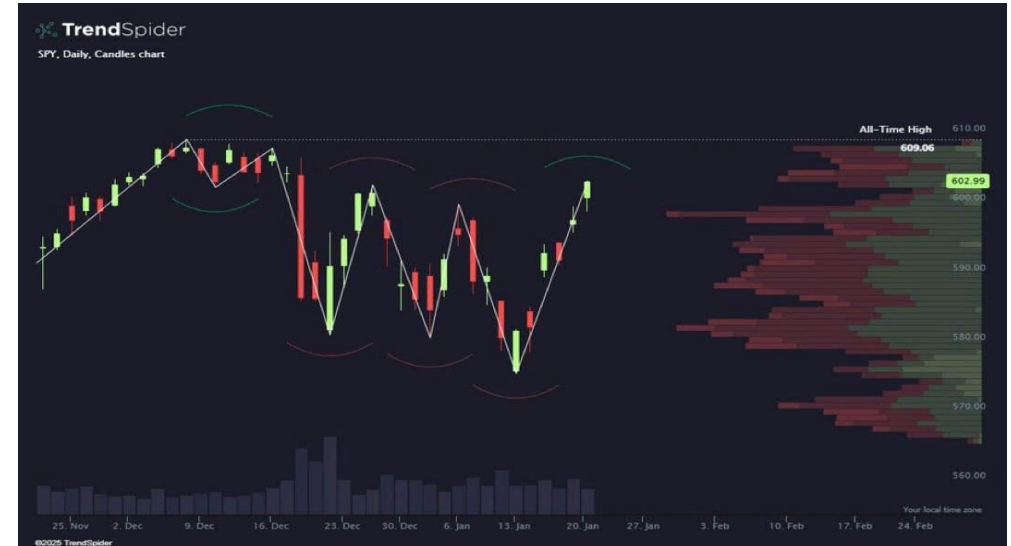 TrendSpider
SPY, Daily, Candles chart
All-Time High
609.06
610.00
602.99
600.00
590.00
580.00
570.00
560.00
Your local time zone
25. Nov
2. Dec
9. Dec
16. Dec
23. Dec
30. Dec
6. Jan
13. Jan
20. Jan
27. Jan
3. Feb
10. Feb
17. Feb
24. Feb
©2025 TrendSpider